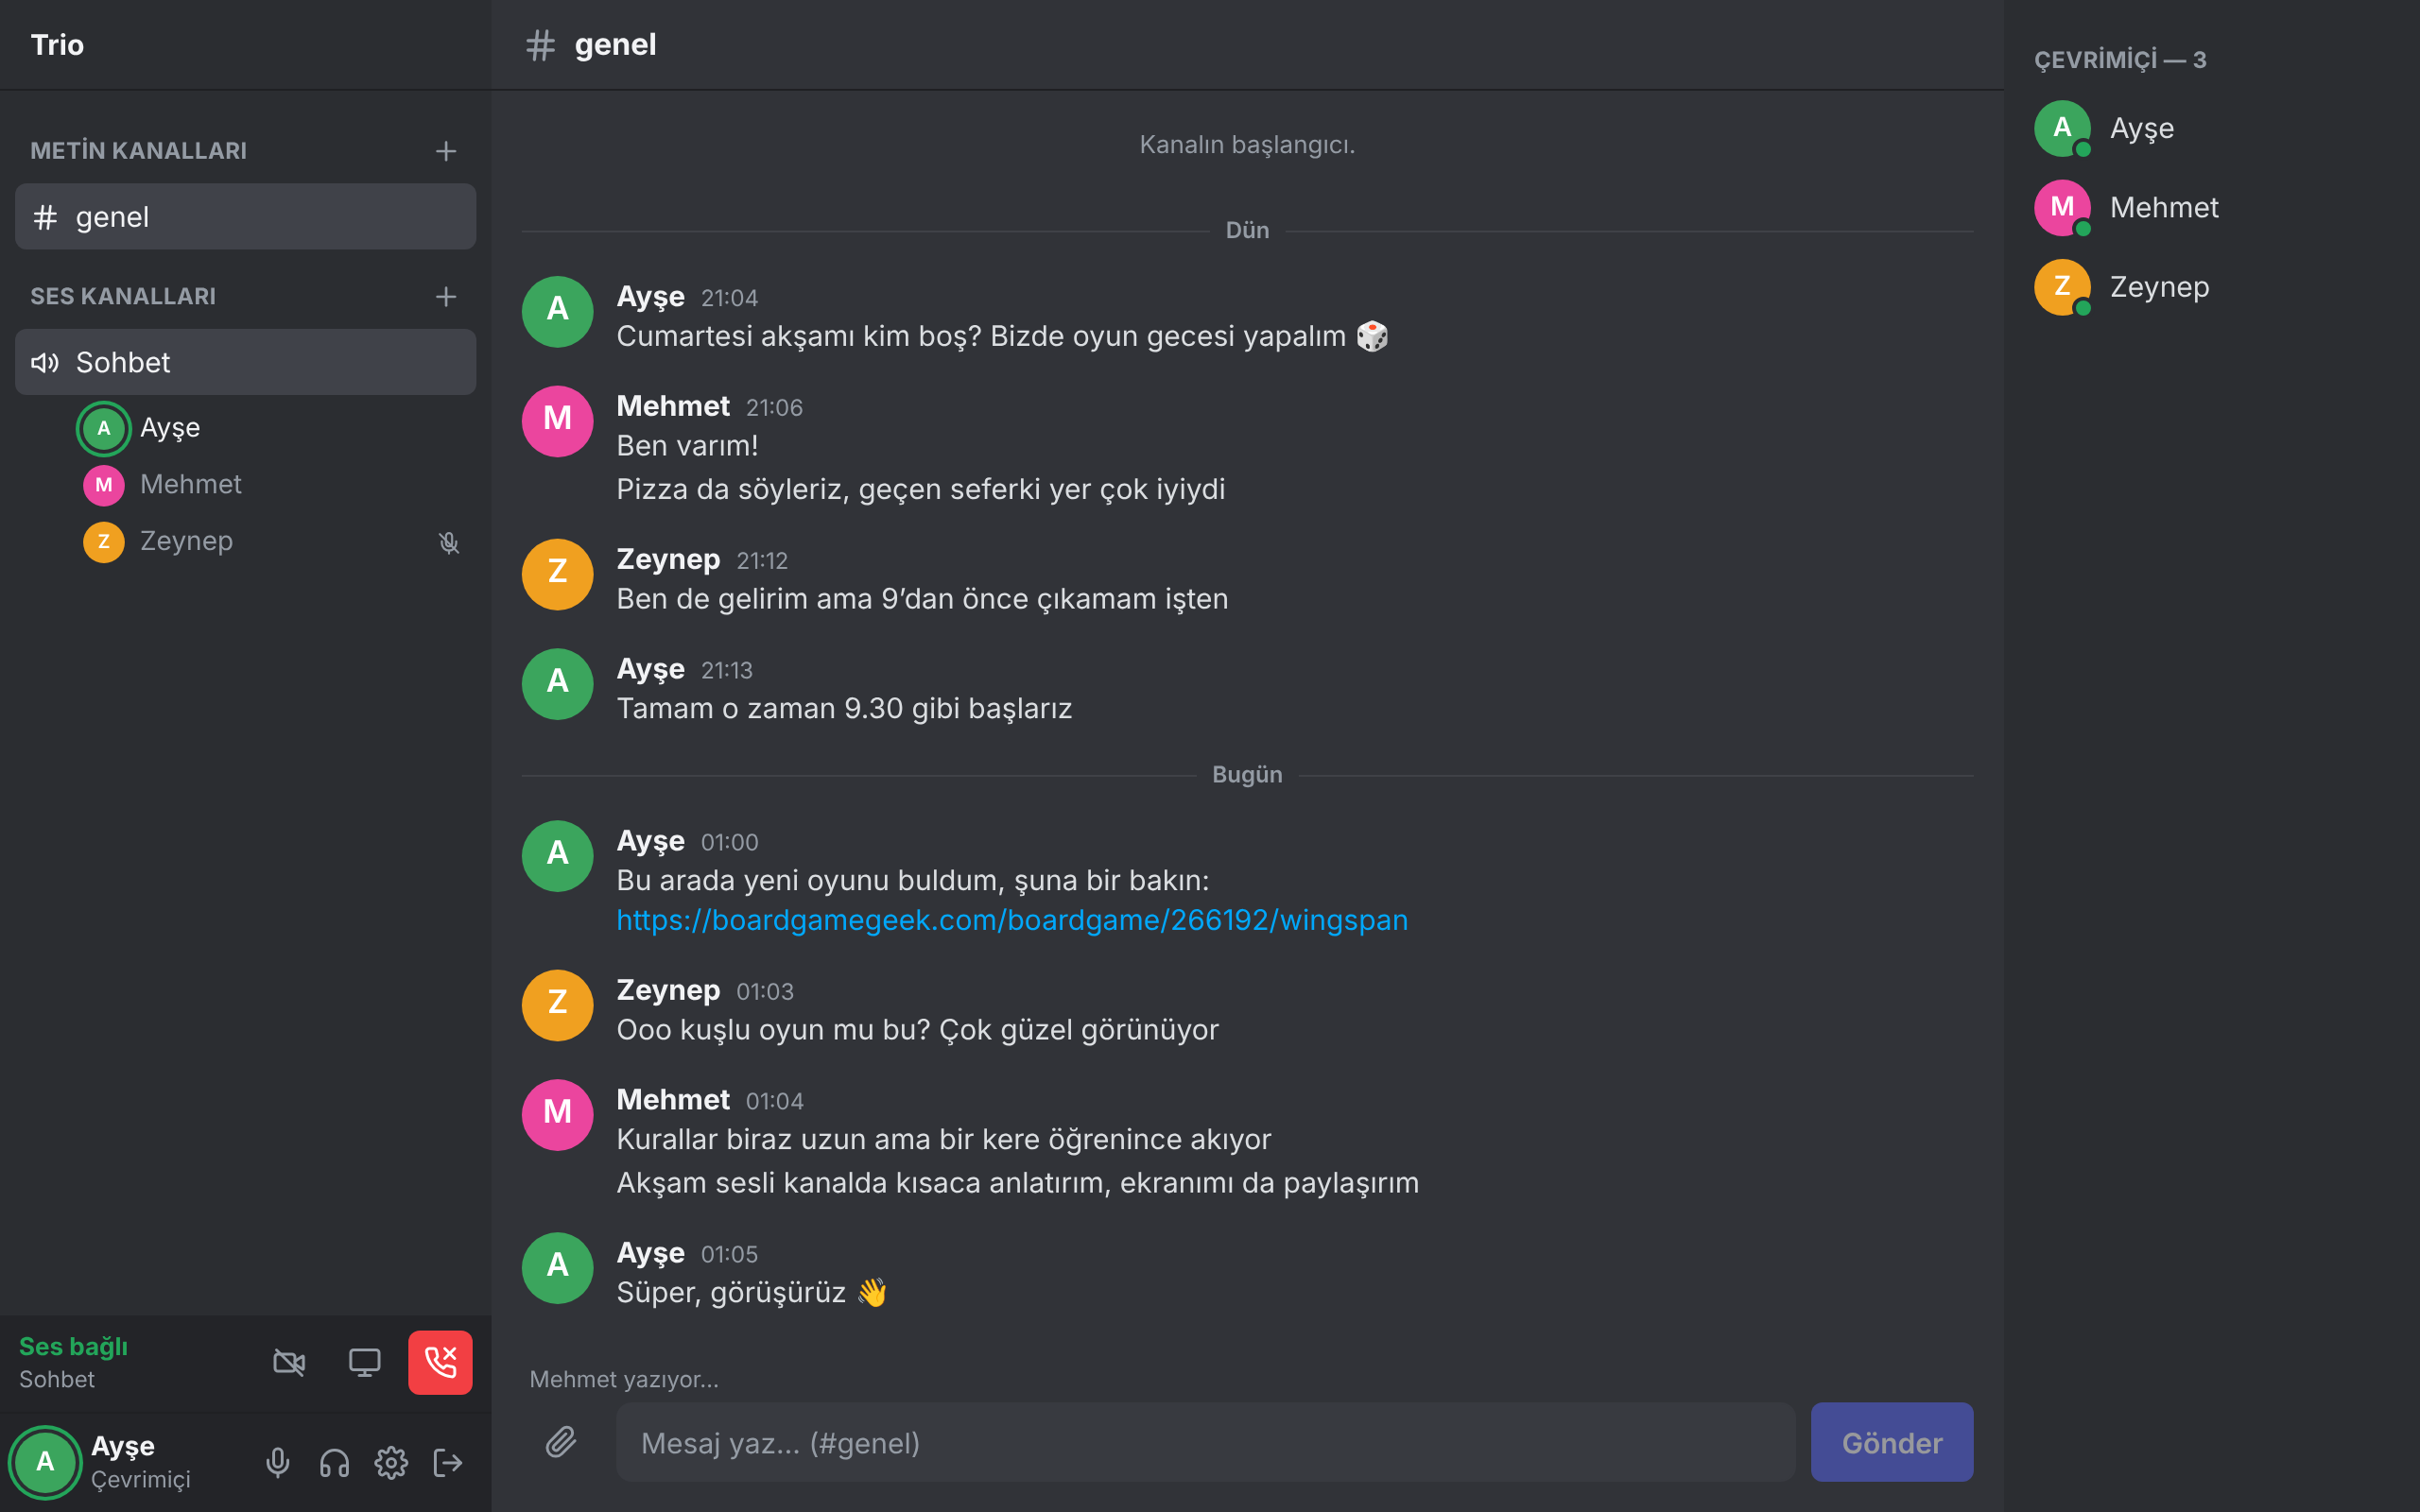 Trio
METİN KANALLARI
genel
SES KANALLARI
Sohbet
A Ayşe
M Mehmet
Z Zeynep
Ses bağlı
Sohbet
A Ayşe
Çevrimiçi
# genel
Kanalın başlangıcı.
Dün
A Ayşe 21:04
Cumartesi akşamı kim boş? Bizde oyun gecesi yapalım 🎲
M Mehmet 21:06
Ben varım!
Pizza da söyleriz, geçen seferki yer çok iyiydi
Z Zeynep 21:12
Ben de gelirim ama 9’dan önce çıkamam işten
A Ayşe 21:13
Tamam o zaman 9.30 gibi başlarız
Bugün
A Ayşe 01:00
Bu arada yeni oyunu buldum, şuna bir bakın:
https://boardgamegeek.com/boardgame/266192/wingspan
Z Zeynep 01:03
Ooo kuşlu oyun mu bu? Çok güzel görünüyor
M Mehmet 01:04
Kurallar biraz uzun ama bir kere öğrenince akıyor
Akşam sesli kanalda kısaca anlatırım, ekranımı da paylaşırım
A Ayşe 01:05
Süper, görüşürüz 👋
Mehmet yazıyor...
Mesaj yaz... (#genel)
Gönder
ÇEVRİMİÇİ — 3
A Ayşe
M Mehmet
Z Zeynep